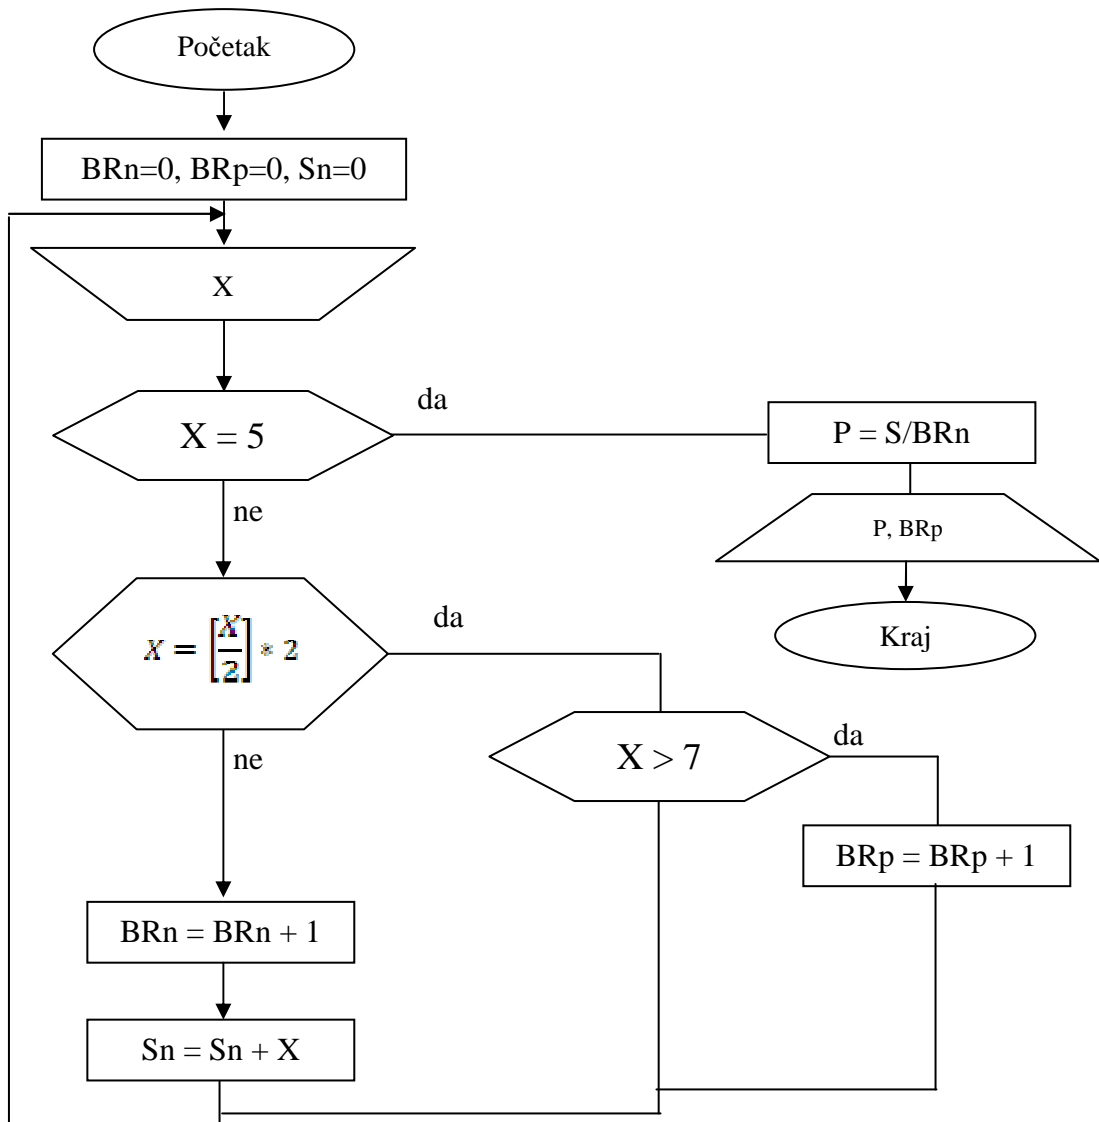 Početak
BRn=0, BRp=0, Sn=0
X
X = 5
da
P = S/BRn
P, BRp
Kraj
ne
X = [X/2] * 2
da
X > 7
da
BRp = BRp + 1
ne
BRn = BRn + 1
Sn = Sn + X